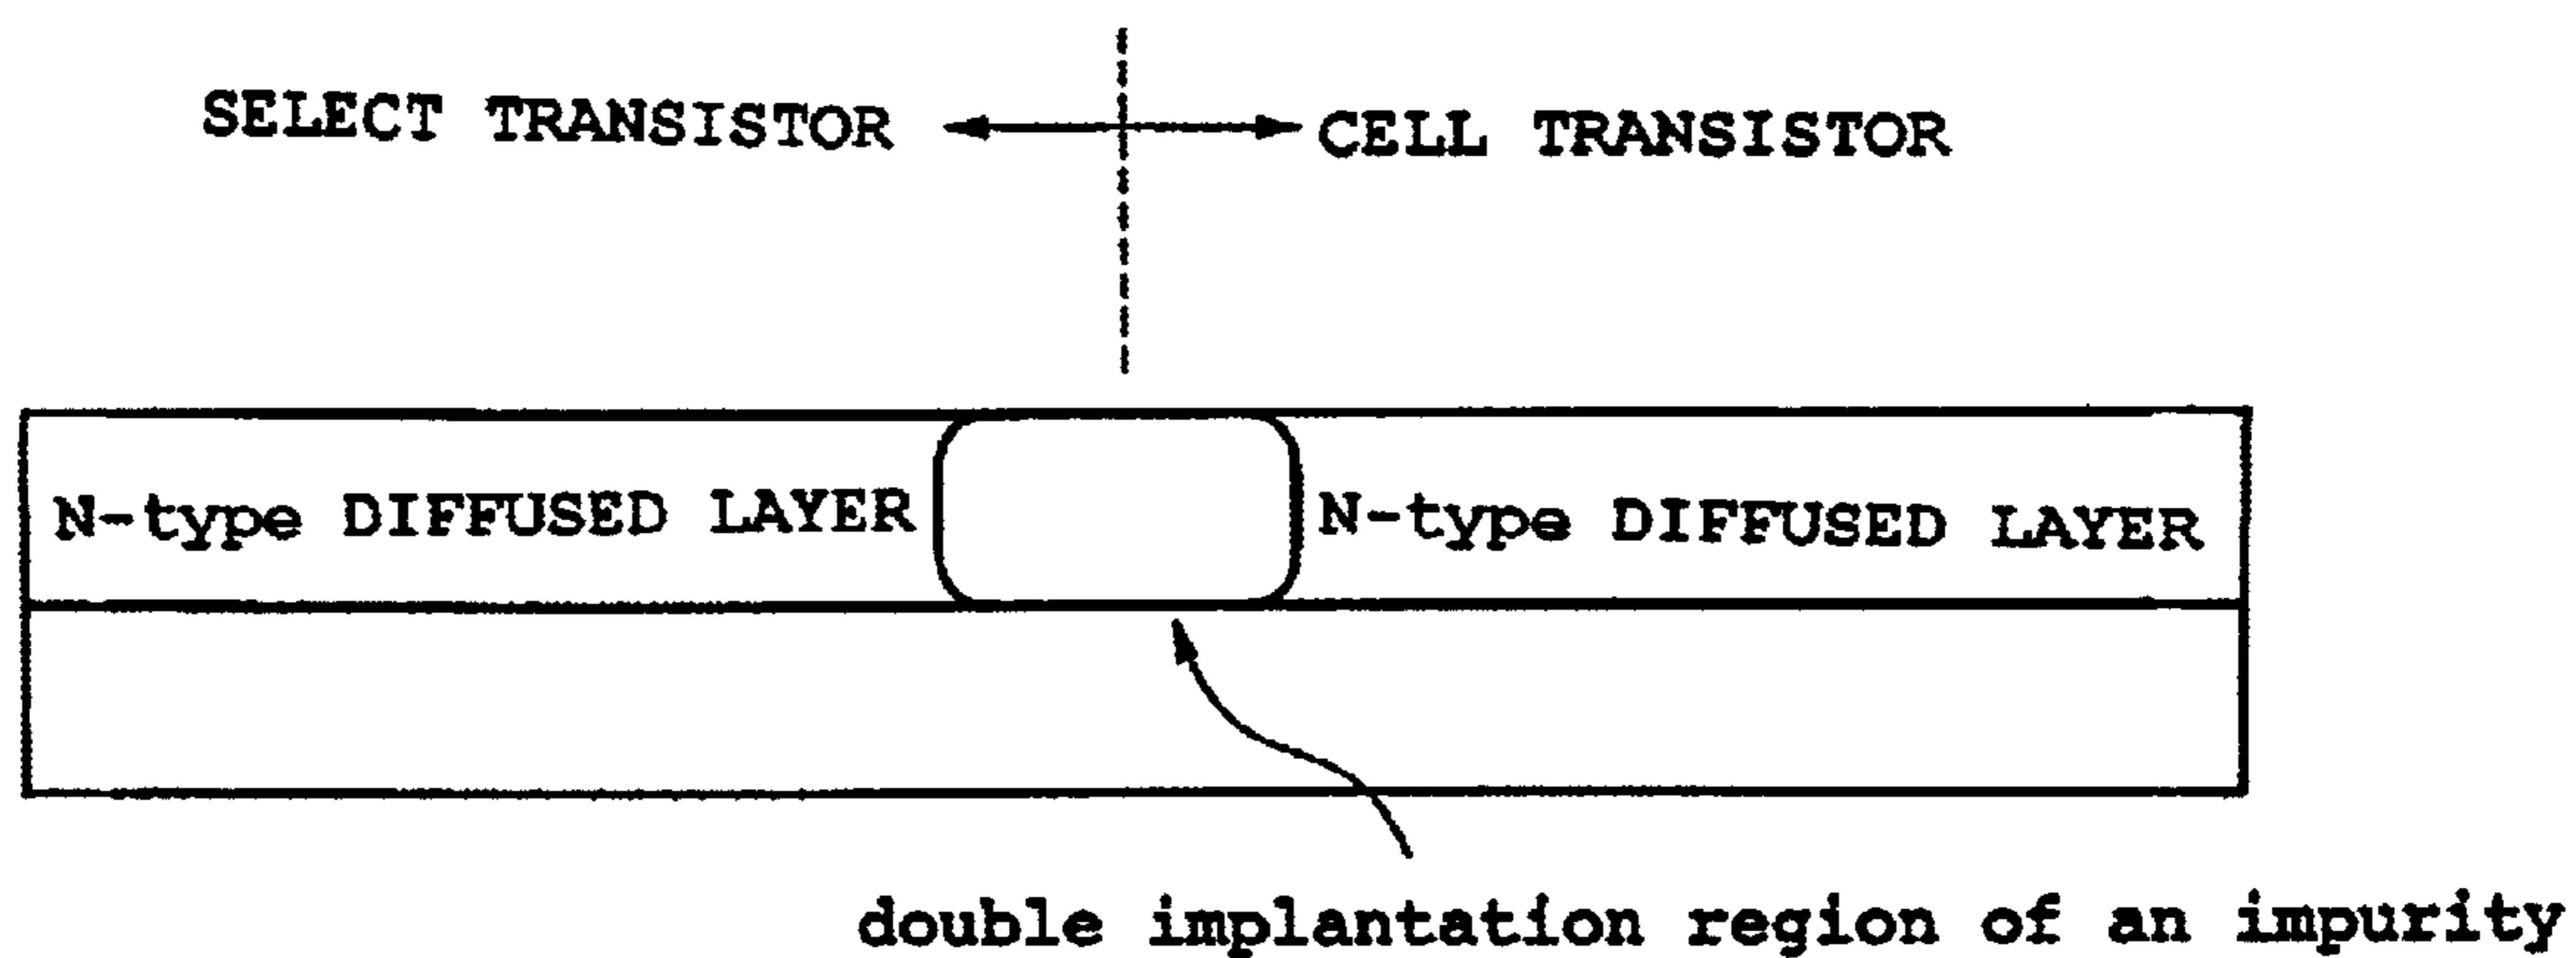 SELECT TRANSISTOR
CELL TRANSISTOR
N-type DIFFUSED LAYER
N-type DIFFUSED LAYER
double implantation region of an impurity